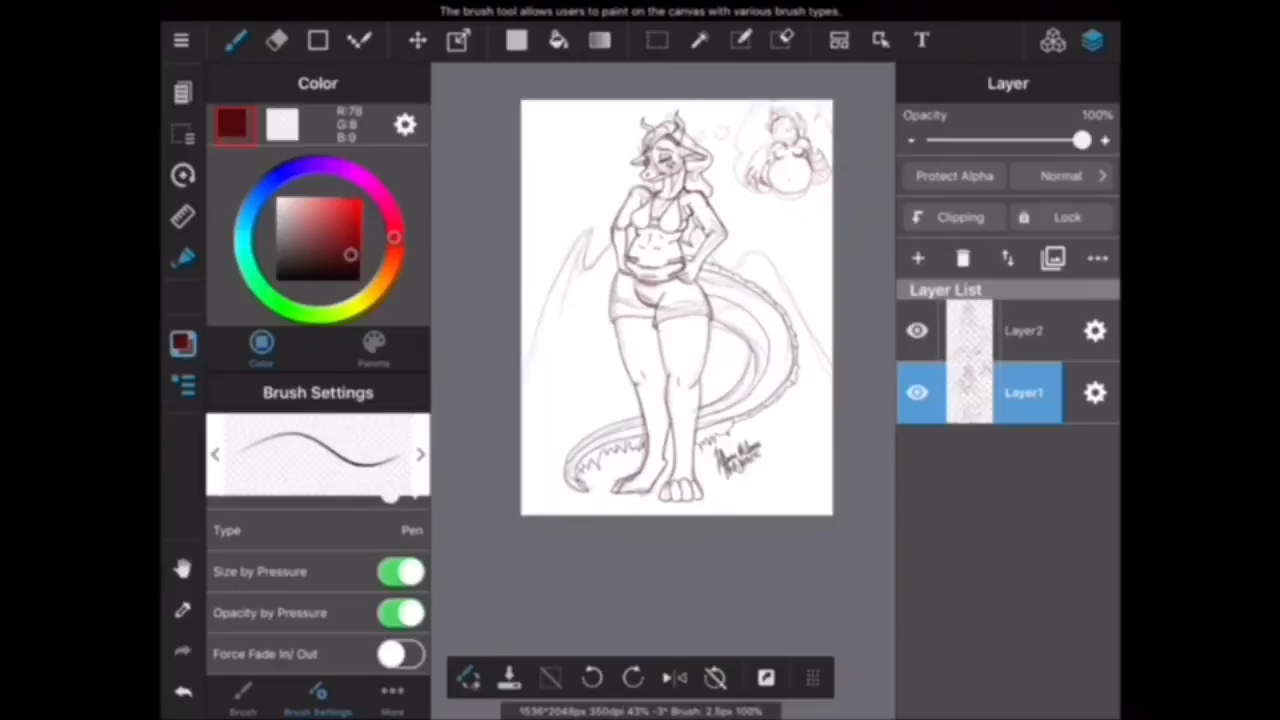 The brush tool allows users to paint on the canvas with various brush types.
T
Color
R:78
G:8
B:9
Color
Palette
Brush Settings
Type Pen
Size by Pressure
Opacity by Pressure
Force Fade In/ Out
Brush
Brush Settings
More
1536*2048px 350dpi 43% -3° Brush: 2.5px 100%
Layer
Opacity 100%
- +
Protect Alpha
Normal
Clipping
Lock
Layer List
Layer2
Layer1